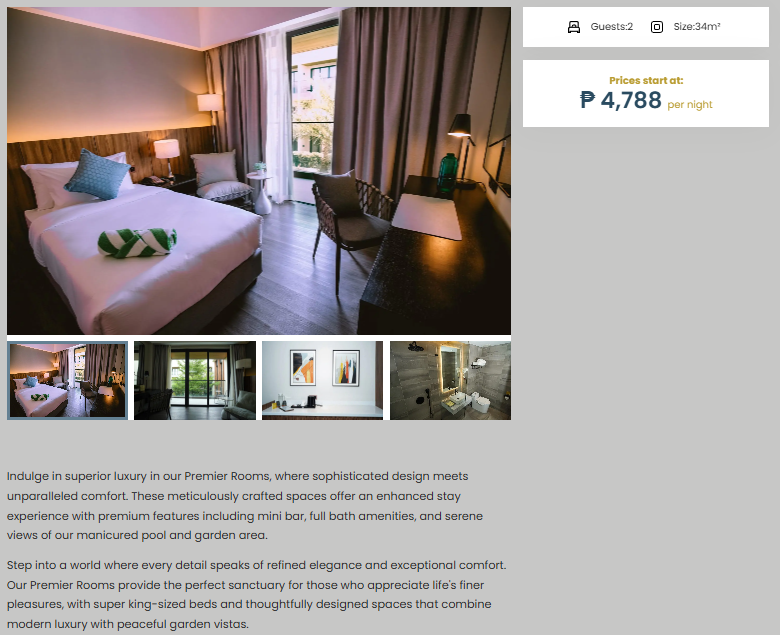 Guests:2 Size:34m²
Prices start at:
₱ 4,788 per night
Indulge in superior luxury in our Premier Rooms, where sophisticated design meets
unparalleled comfort. These meticulously crafted spaces offer an enhanced stay
experience with premium features including mini bar, full bath amenities, and serene
views of our manicured pool and garden area.
Step into a world where every detail speaks of refined elegance and exceptional comfort.
Our Premier Rooms provide the perfect sanctuary for those who appreciate life's finer
pleasures, with super king-sized beds and thoughtfully designed spaces that combine
modern luxury with peaceful garden vistas.